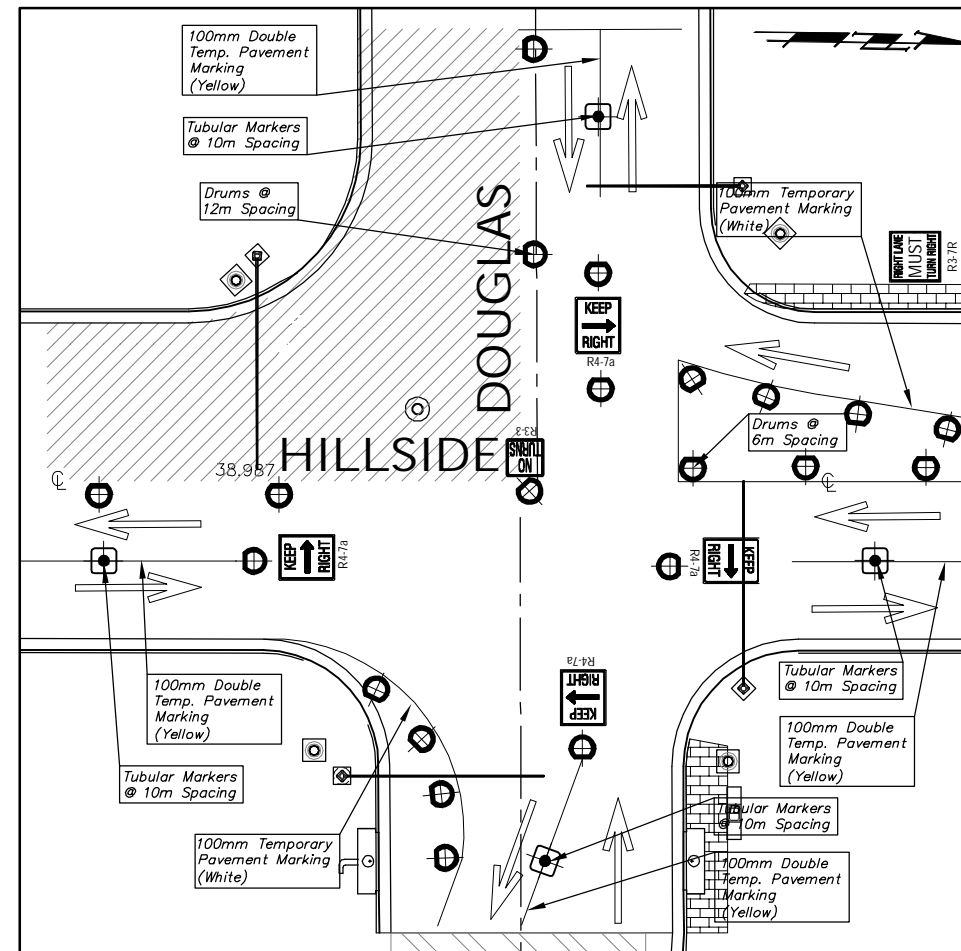 100mm Double
Temp. Pavement
Marking
(Yellow)
Tubular Markers
@ 10m Spacing
Drums @
12m Spacing
DOUGLAS
100mm Temporary
Pavement Marking
(White)
RIGHT LANE
MUST
TURN RIGHT
R3-7R
KEEP
RIGHT
R4-7a
Drums @
6m Spacing
HILLSIDE
38.987
R3-3
NO
TURNS
CL
CL
KEEP
RIGHT
R4-7a
KEEP
RIGHT
R4-7a
R4-7a
KEEP
RIGHT
100mm Double
Temp. Pavement
Marking
(Yellow)
Tubular Markers
@ 10m Spacing
Tubular Markers
@ 10m Spacing
100mm Double
Temp. Pavement
Marking
(Yellow)
100mm Temporary
Pavement Marking
(White)
Tubular Markers
@ 10m Spacing
100mm Double
Temp. Pavement
Marking
(Yellow)